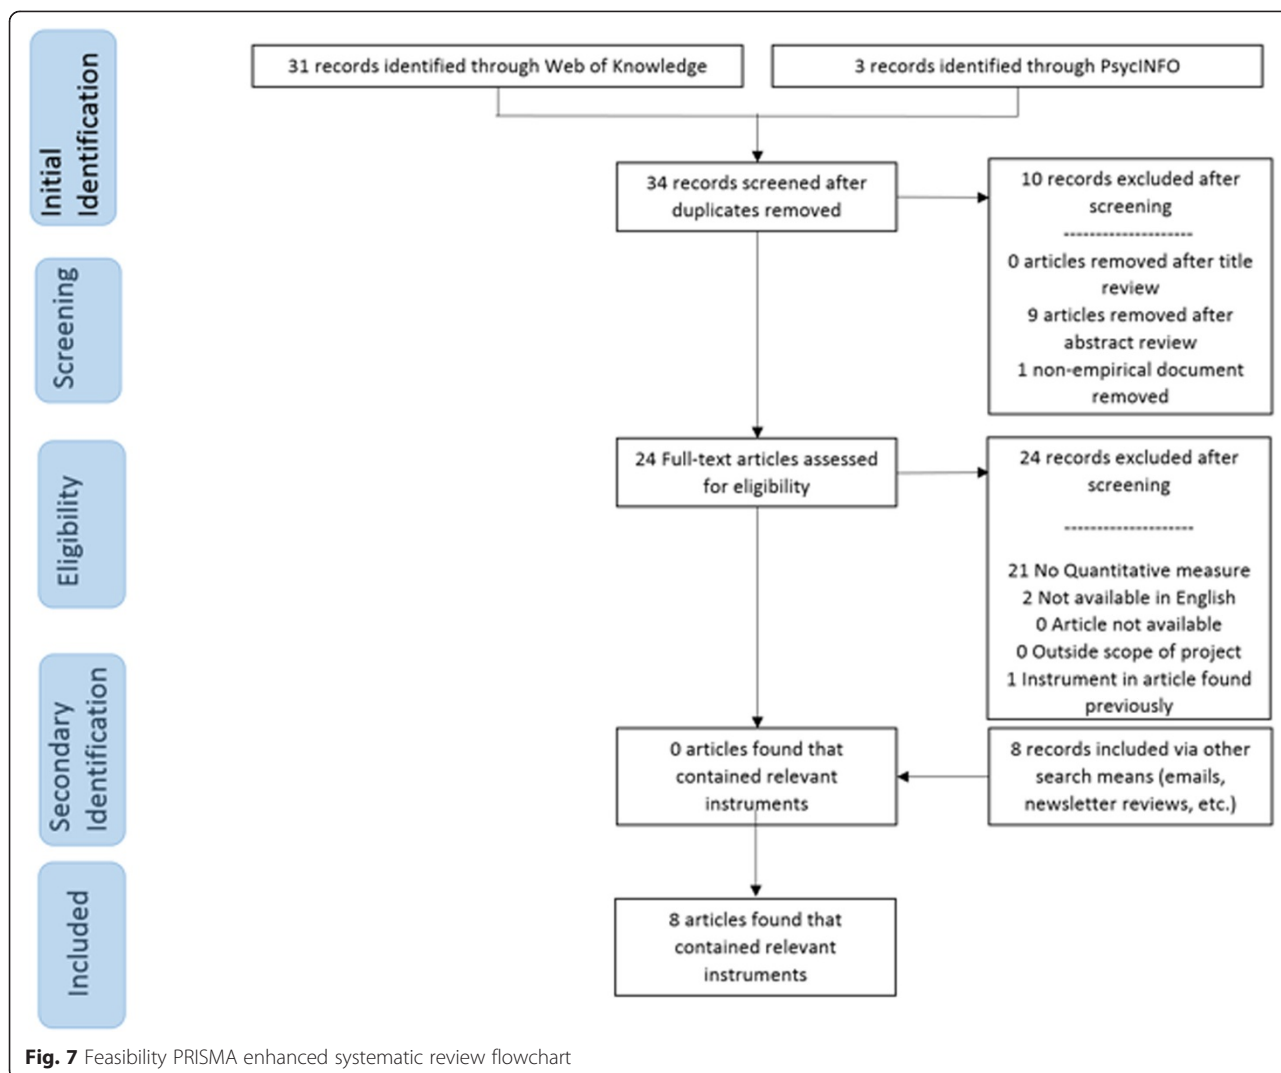 Initial
Identification
31 records identified through Web of Knowledge
3 records identified through PsycINFO
34 records screened after
duplicates removed
10 records excluded after
screening
--------------------
0 articles removed after title
review
9 articles removed after
abstract review
1 non-empirical document
removed
Screening
Eligibility
24 Full-text articles assessed
for eligibility
24 records excluded after
screening
--------------------
21 No Quantitative measure
2 Not available in English
0 Article not available
0 Outside scope of project
1 Instrument in article found
previously
Secondary
Identification
0 articles found that
contained relevant
instruments
8 records included via other
search means (emails,
newsletter reviews, etc.)
Included
8 articles found that
contained relevant
instruments
Fig. 7 Feasibility PRISMA enhanced systematic review flowchart